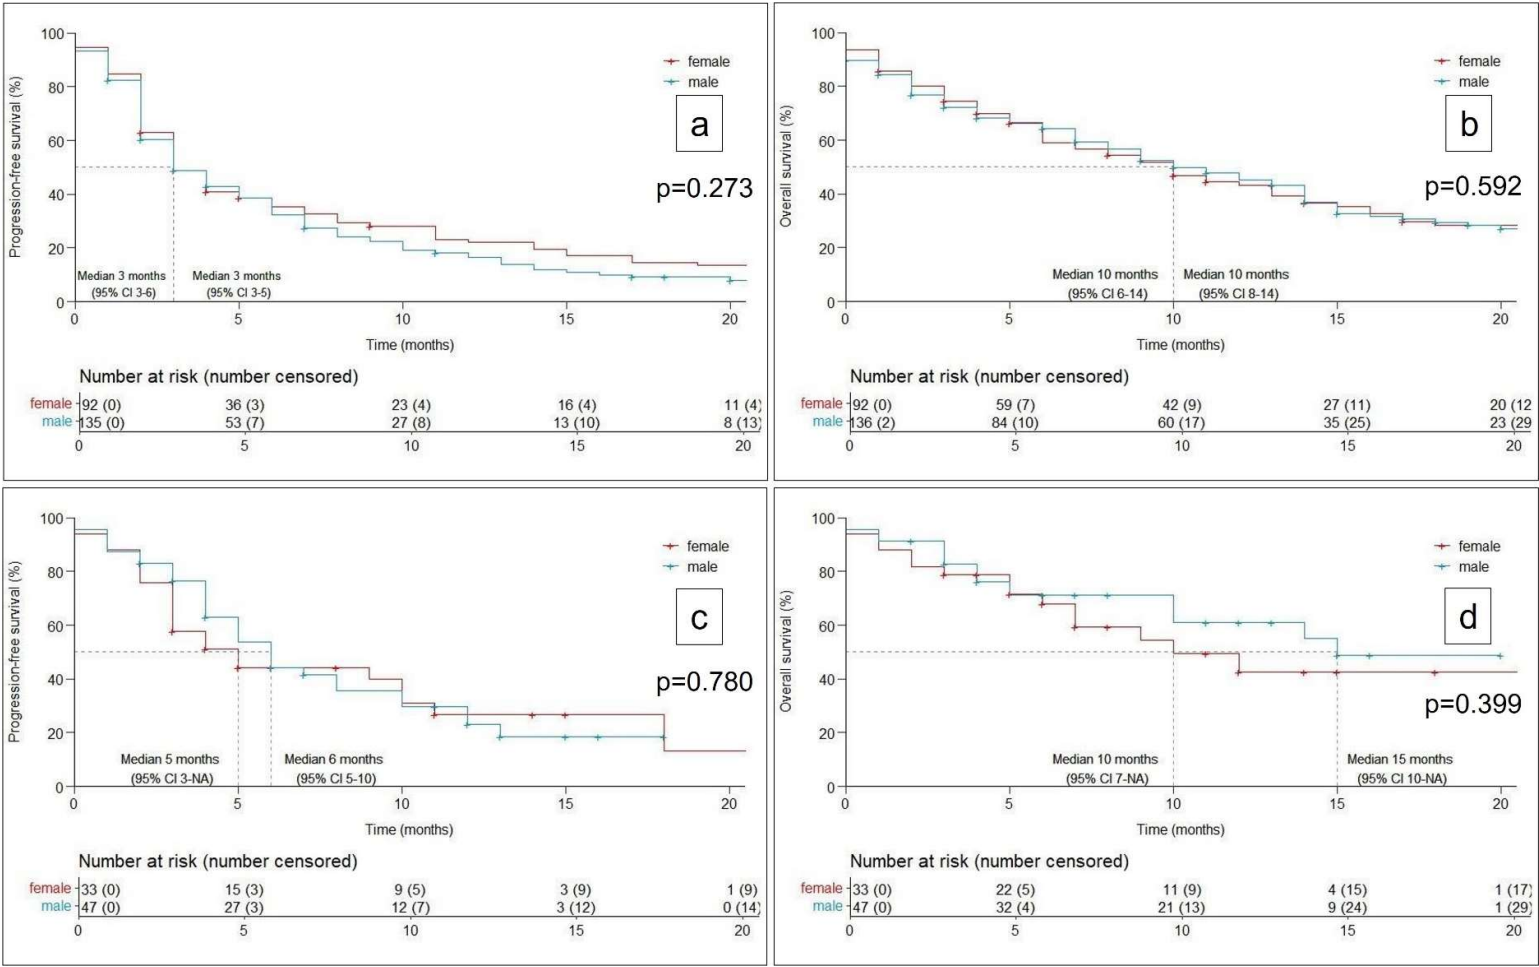 100
80
60
40
20
0
Progression-free survival (%)
female
male
a
p=0.273
Median 3 months
(95% CI 3-6)
Median 3 months
(95% CI 3-5)
0 5 10 15 20
Time (months)
Number at risk (number censored)
female 92 (0) 36 (3) 23 (4) 16 (4) 11 (4)
male 135 (0) 53 (7) 27 (8) 13 (10) 8 (13)
0 5 10 15 20
100
80
60
40
20
0
Overall survival (%)
female
male
b
p=0.592
Median 10 months
(95% CI 6-14)
Median 10 months
(95% CI 8-14)
0 5 10 15 20
Time (months)
Number at risk (number censored)
female 92 (0) 59 (7) 42 (9) 27 (11) 20 (12
male 136 (2) 84 (10) 60 (17) 35 (25) 23 (29
0 5 10 15 20
100
80
60
40
20
0
Progression-free survival (%)
female
male
c
p=0.780
Median 5 months
(95% CI 3-NA)
Median 6 months
(95% CI 5-10)
0 5 10 15 20
Time (months)
Number at risk (number censored)
female 33 (0) 15 (3) 9 (5) 3 (9) 1 (9)
male 47 (0) 27 (3) 12 (7) 3 (12) 0 (14)
0 5 10 15 20
100
80
60
40
20
0
Overall survival (%)
female
male
d
p=0.399
Median 10 months
(95% CI 7-NA)
Median 15 months
(95% CI 10-NA)
0 5 10 15 20
Time (months)
Number at risk (number censored)
female 33 (0) 22 (5) 11 (9) 4 (15) 1 (17)
male 47 (0) 32 (4) 21 (13) 9 (24) 1 (29)
0 5 10 15 20